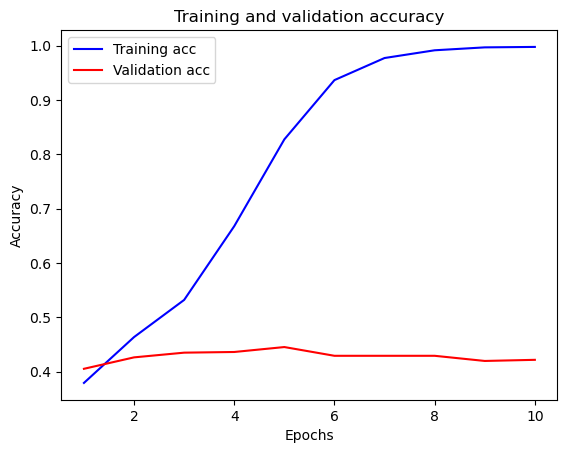 Training and validation accuracy
Training acc
Validation acc
1.0
0.9
0.8
0.7
0.6
0.5
0.4
Accuracy
2
4
6
8
10
Epochs